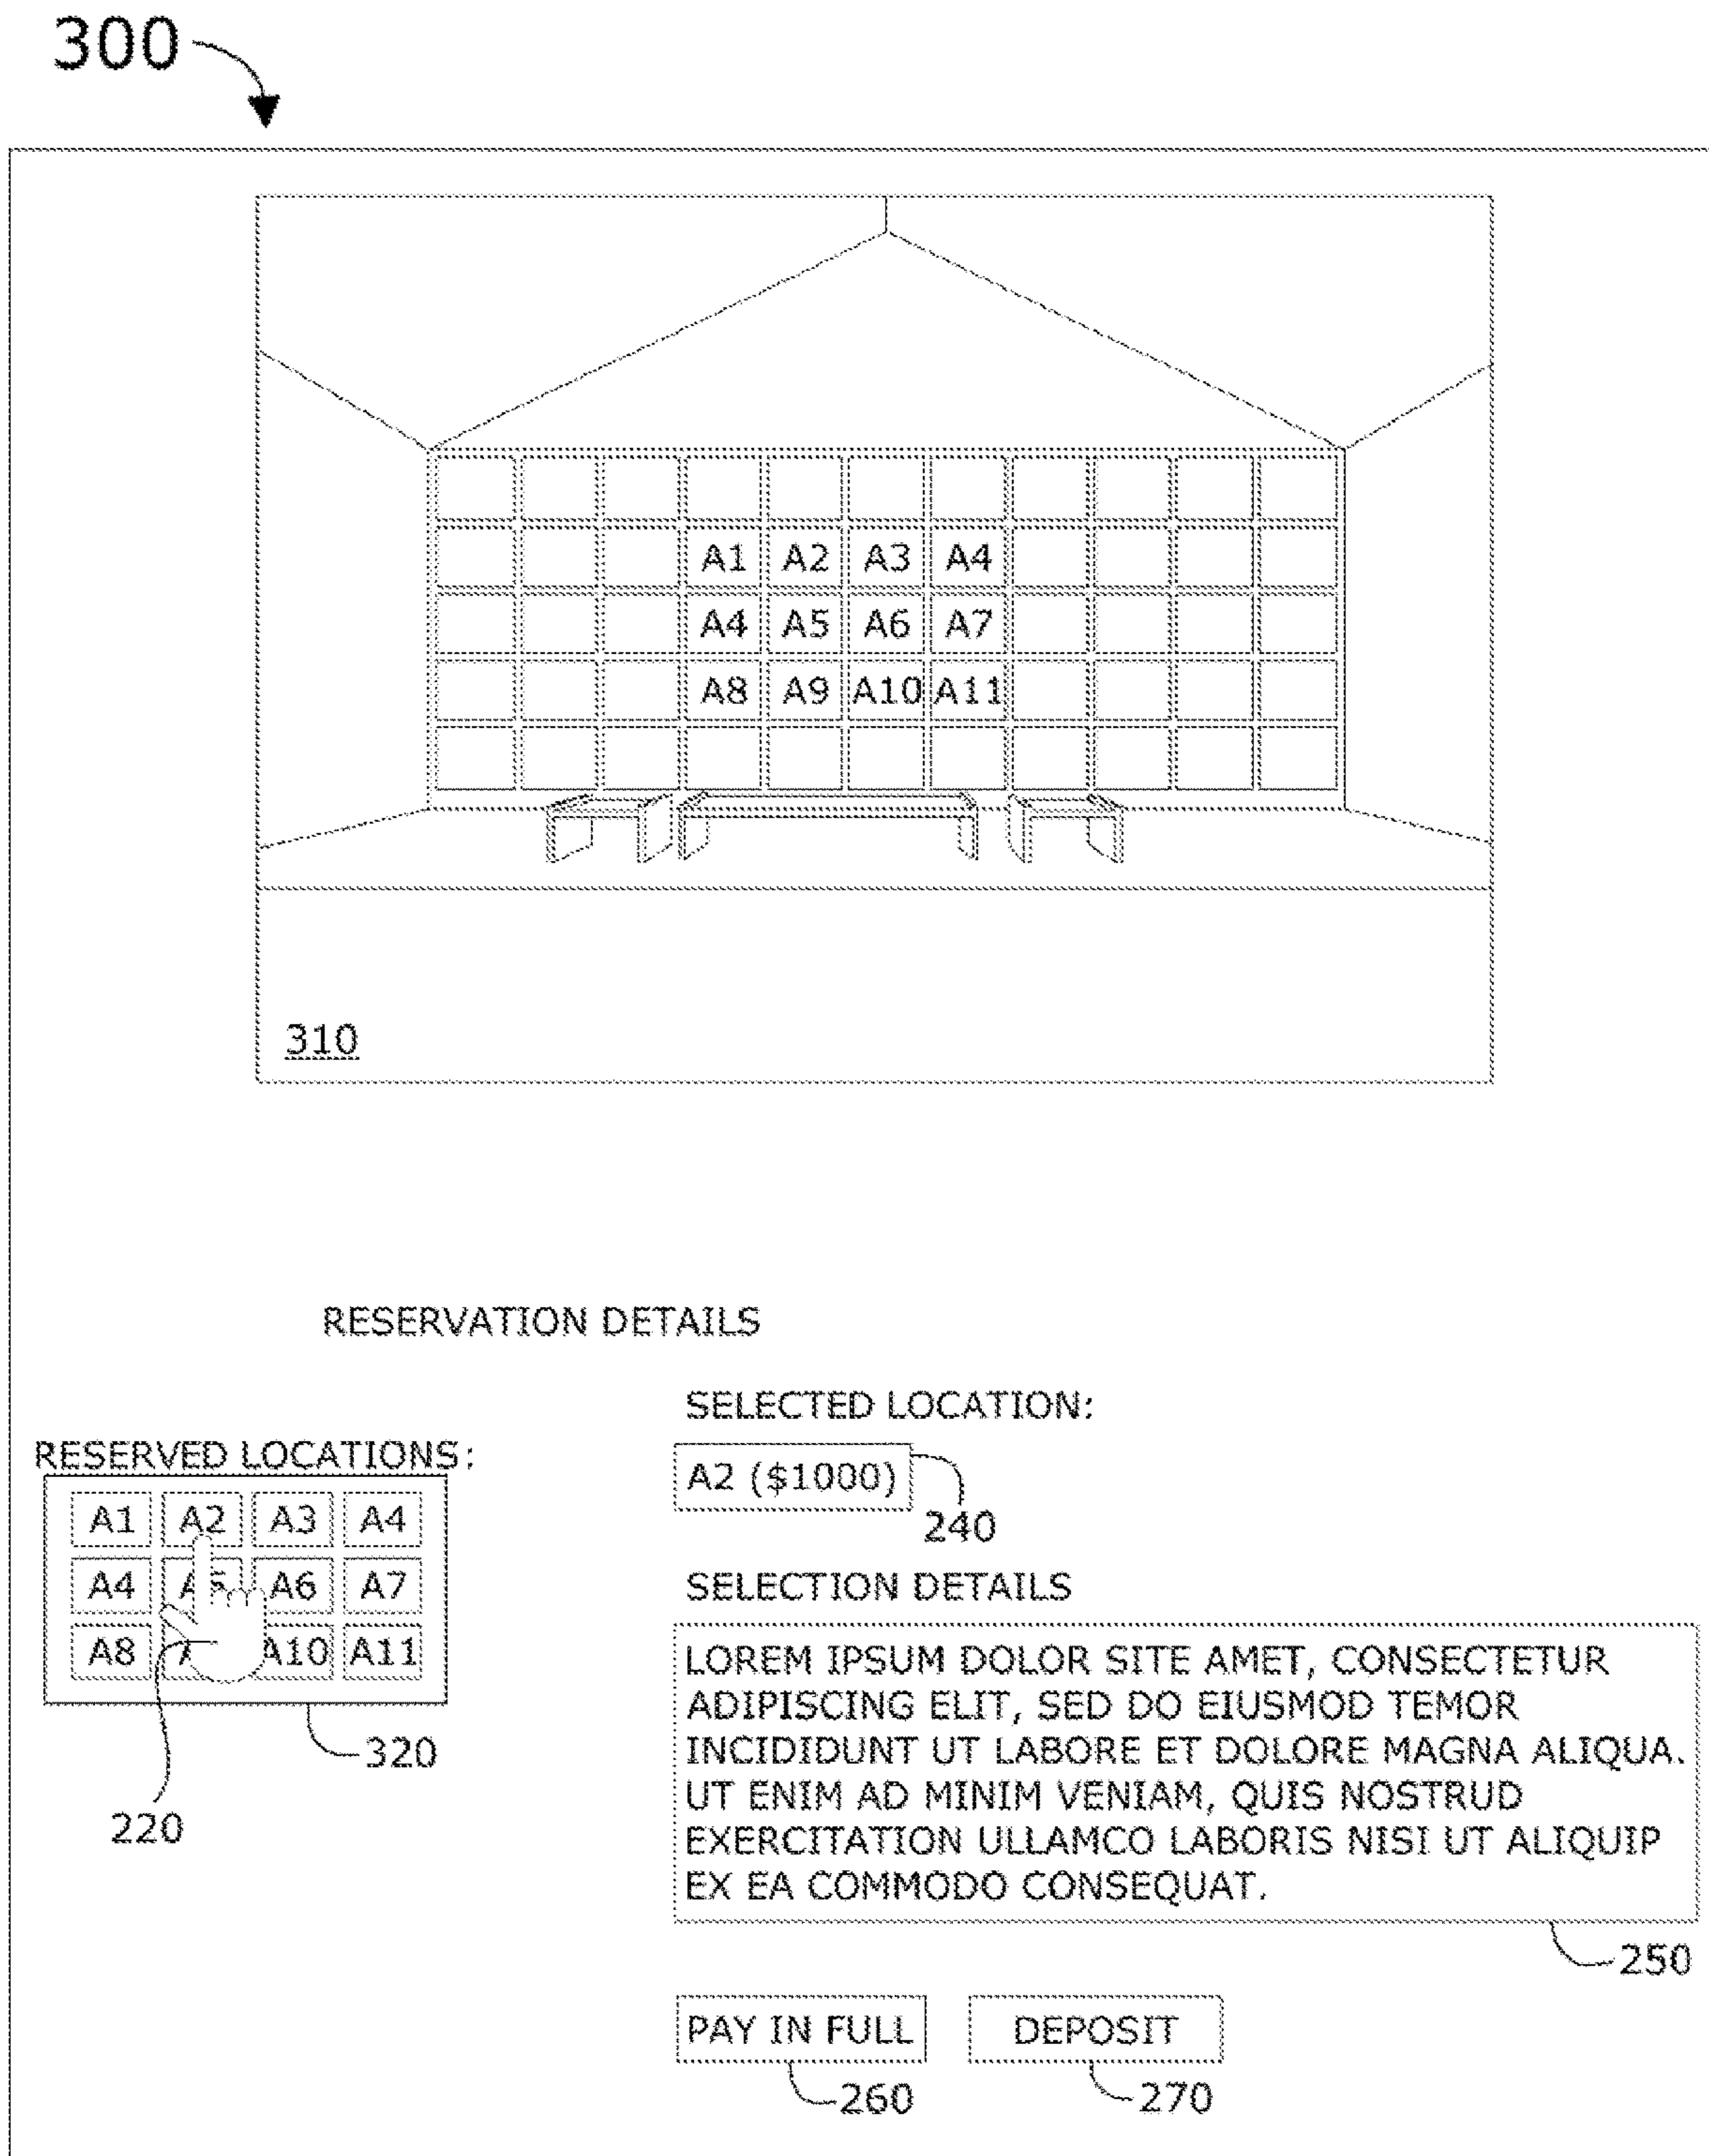 300
A1 A2 A3 A4
A4 A5 A6 A7
A8 A9 A10 A11
310
RESERVATION DETAILS
RESERVED LOCATIONS:
A1 A2 A3 A4
A4 A6 A7
A8 A10 A11
320
220
SELECTED LOCATION:
A2 ($1000)
240
SELECTION DETAILS
LOREM IPSUM DOLOR SITE AMET, CONSECTETUR
ADIPISCING ELIT, SED DO EIUSMOD TEMOR
INCIDIDUNT UT LABORE ET DOLORE MAGNA ALIQUA.
UT ENIM AD MINIM VENIAM, QUIS NOSTRUD
EXERCITATION ULLAMCO LABORIS NISI UT ALIQUIP
EX EA COMMODO CONSEQUAT.
250
PAY IN FULL DEPOSIT
260 270